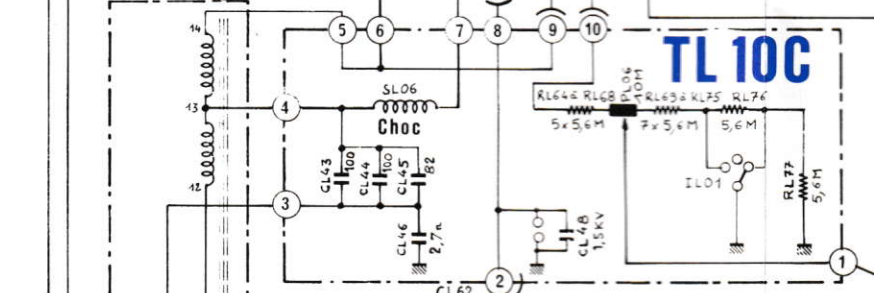 14
5
6
7
8
9
10
TL 10C
SL06
Choc
13
4
RL64à RL68
PL06
10M
RL69à RL75
RL76
5x5,6M
7x5,6M
5,6M
CL43
100
CL44
100
CL45
82
IL01
RL77
5,6M
12
3
CL46
2,7n
CL48
1,5KV
2
1
CL62